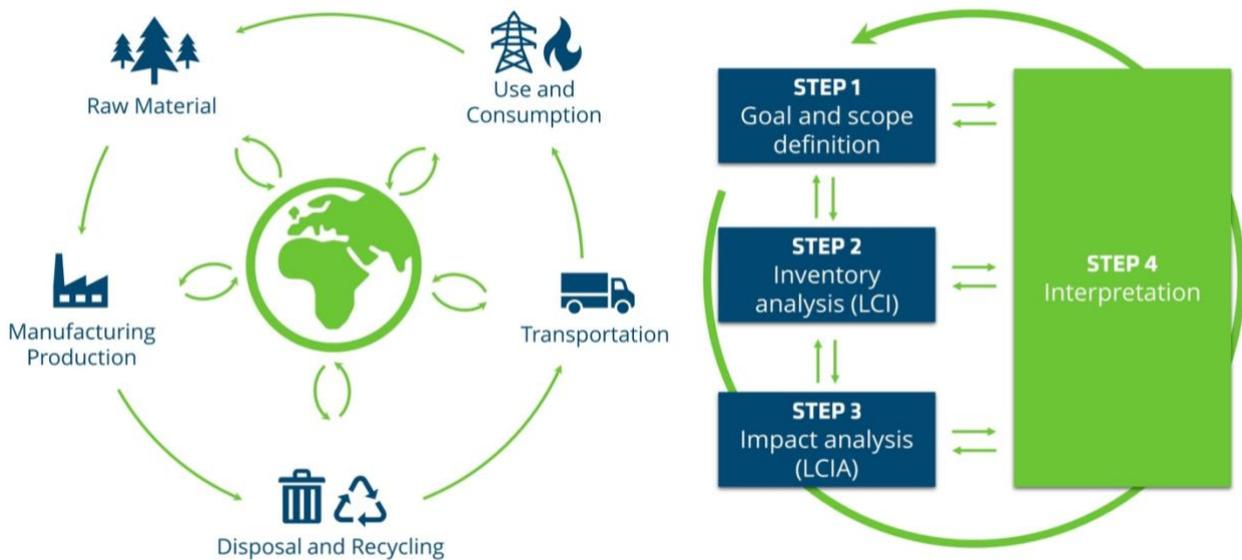 Raw Material
Use and
Consumption
Manufacturing
Production
Transportation
Disposal and Recycling
STEP 1
Goal and scope
definition
STEP 2
Inventory
analysis (LCI)
STEP 3
Impact analysis
(LCIA)
STEP 4
Interpretation